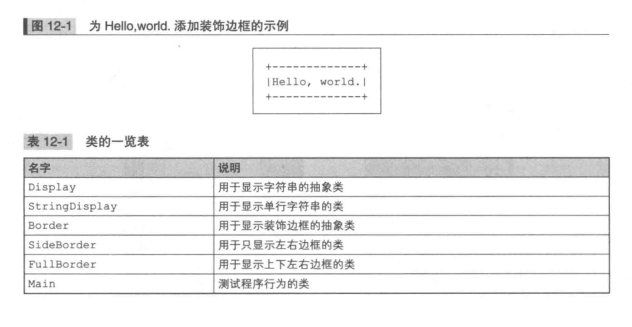 图 12-1 为 Hello,world. 添加装饰边框的示例
+-------------+
|Hello, world.|
+-------------+
表 12-1 类的一览表
名字 说明
Display 用于显示字符串的抽象类
StringDisplay 用于显示单行字符串的类
Border 用于显示装饰边框的抽象类
SideBorder 用于只显示左右边框的类
FullBorder 用于显示上下左右边框的类
Main 测试程序行为的类